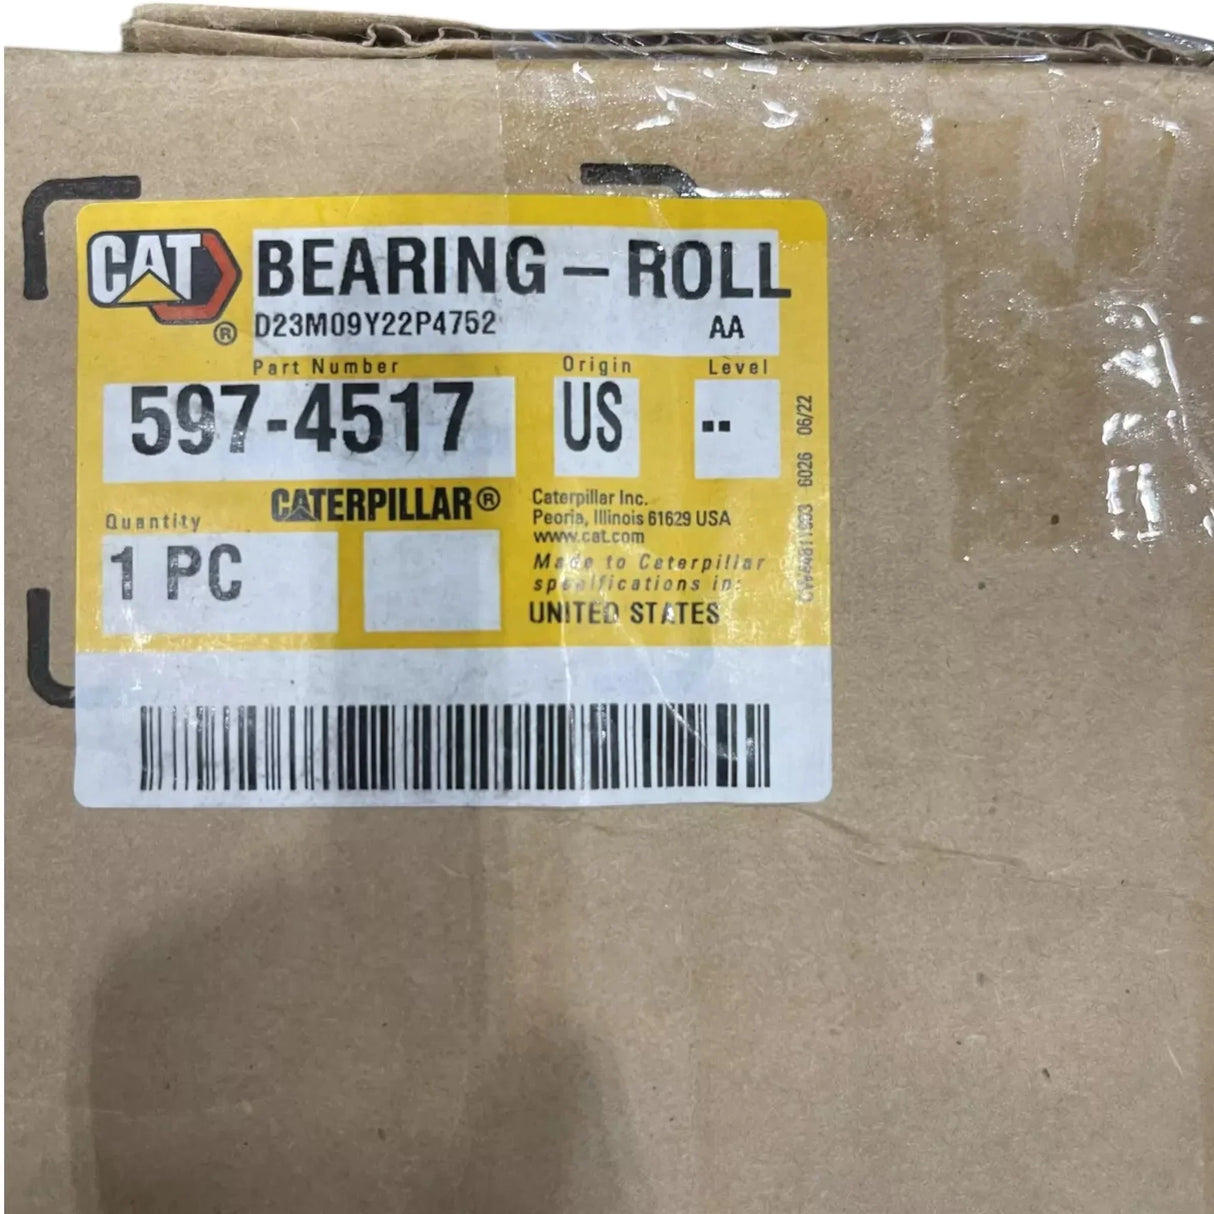 CAT
®
BEARING – ROLL
D23M09Y22P4752 AA
Part Number Origin Level
597-4517 US --
CATERPILLAR®
Quantity
1 PC
Caterpillar Inc.
Peoria, Illinois 61629 USA
www.cat.com
Made to Caterpillar
specifications in:
UNITED STATES
6026 06/22